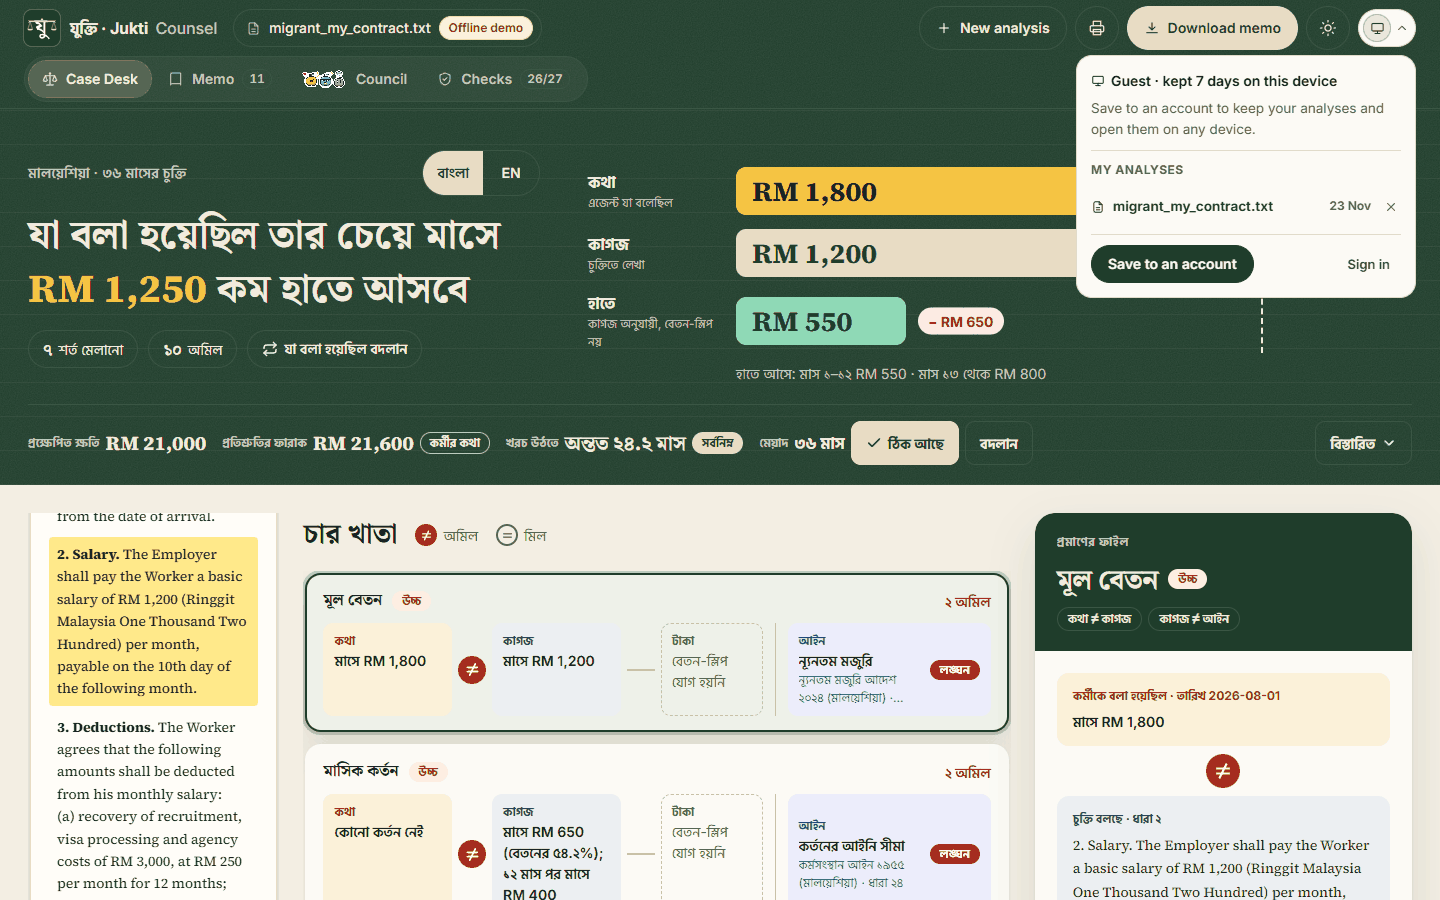 যু
যুক্তি · Jukti Counsel
migrant_my_contract.txt Offline demo
New analysis
Download memo
Case Desk
Memo 11
Council
Checks 26/27
Guest · kept 7 days on this device
Save to an account to keep your analyses and
open them on any device.
MY ANALYSES
migrant_my_contract.txt 23 Nov
Save to an account
Sign in
মালয়েশিয়া · ৩৬ মাসের চুক্তি
বাংলা EN
যা বলা হয়েছিল তার চেয়ে মাসে
RM 1,250 কম হাতে আসবে
৭ শর্ত মেলানো
১০ অমিল
যা বলা হয়েছিল বদলান
কথা
এজেন্ট যা বলেছিল
RM 1,800
কাগজ
চুক্তিতে লেখা
RM 1,200
হাতে
কাগজ অনুযায়ী, বেতন-স্লিপ
নয়
RM 550
– RM 650
হাতে আসে: মাস ১–১২ RM 550 · মাস ১৩ থেকে RM 800
প্রক্ষেপিত ক্ষতি RM 21,000
প্রতিশ্রুতির ফারাক RM 21,600 কর্মীর কথা
খরচ উঠতে অন্তত ২৪.২ মাস সর্বনিম্ন
মেয়াদ ৩৬ মাস
ঠিক আছে
বদলান
বিস্তারিত
from the date of arrival.
2. Salary. The Employer
shall pay the Worker a basic
salary of RM 1,200 (Ringgit
Malaysia One Thousand Two
Hundred) per month,
payable on the 10th day of
the following month.
3. Deductions. The Worker
agrees that the following
amounts shall be deducted
from his monthly salary:
(a) recovery of recruitment,
visa processing and agency
costs of RM 3,000, at RM 250
per month for 12 months;
চার খাতা
≠ অমিল
= মিল
মূল বেতন উচ্চ
২ অমিল
কথা
মাসে RM 1,800
≠
কাগজ
মাসে RM 1,200
টাকা
বেতন-স্লিপ
যোগ হয়নি
আইন
ন্যূনতম মজুরি
ন্যূনতম মজুরি আদেশ
২০২৪ (মালয়েশিয়া) ·...
লঙ্ঘন
মাসিক কর্তন উচ্চ
২ অমিল
কথা
কোনো কর্তন নেই
≠
কাগজ
মাসে RM 650
(বেতনের ৫৪.২%);
১২ মাস পর মাসে
RM 400
টাকা
বেতন-স্লিপ
যোগ হয়নি
আইন
কর্তনের আইনি সীমা
কর্মসংস্থান আইন ১৯৫৫
(মালয়েশিয়া) · ধারা ২৪
লঙ্ঘন
প্রমাণের ফাইল
মূল বেতন উচ্চ
কথা ≠ কাগজ
কাগজ ≠ আইন
কর্মীকে বলা হয়েছিল · তারিখ 2026-08-01
মাসে RM 1,800
≠
চুক্তি বলছে · ধারা ২
2. Salary. The Employer shall pay the Worker
a basic salary of RM 1,200 (Ringgit Malaysia
One Thousand Two Hundred) per month,